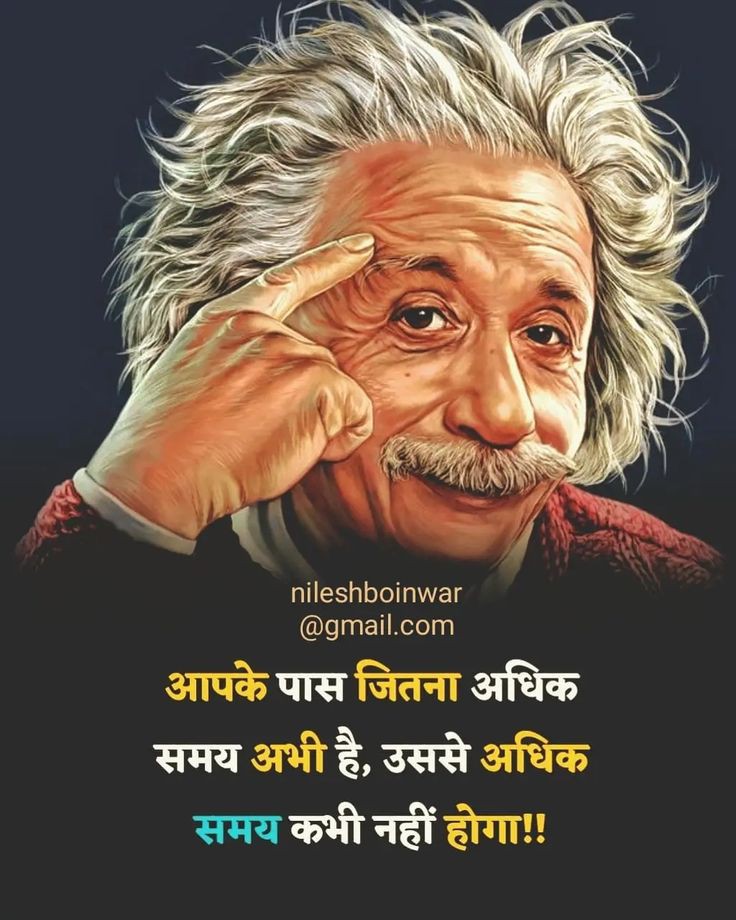 nileshboinwar
@gmail.com
आपके पास जितना अधिक
समय अभी है, उससे अधिक
समय कभी नहीं होगा!!